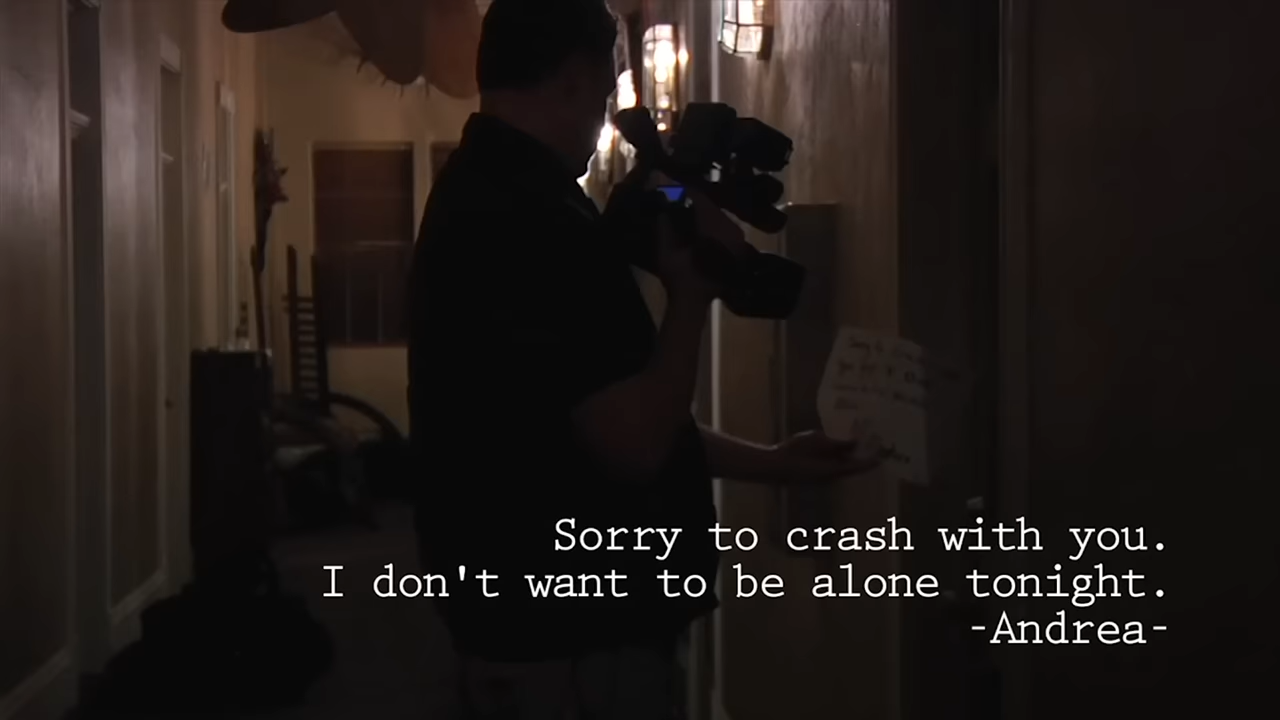 Sorry to crash with you.
I don't want to be alone tonight.
-Andrea-